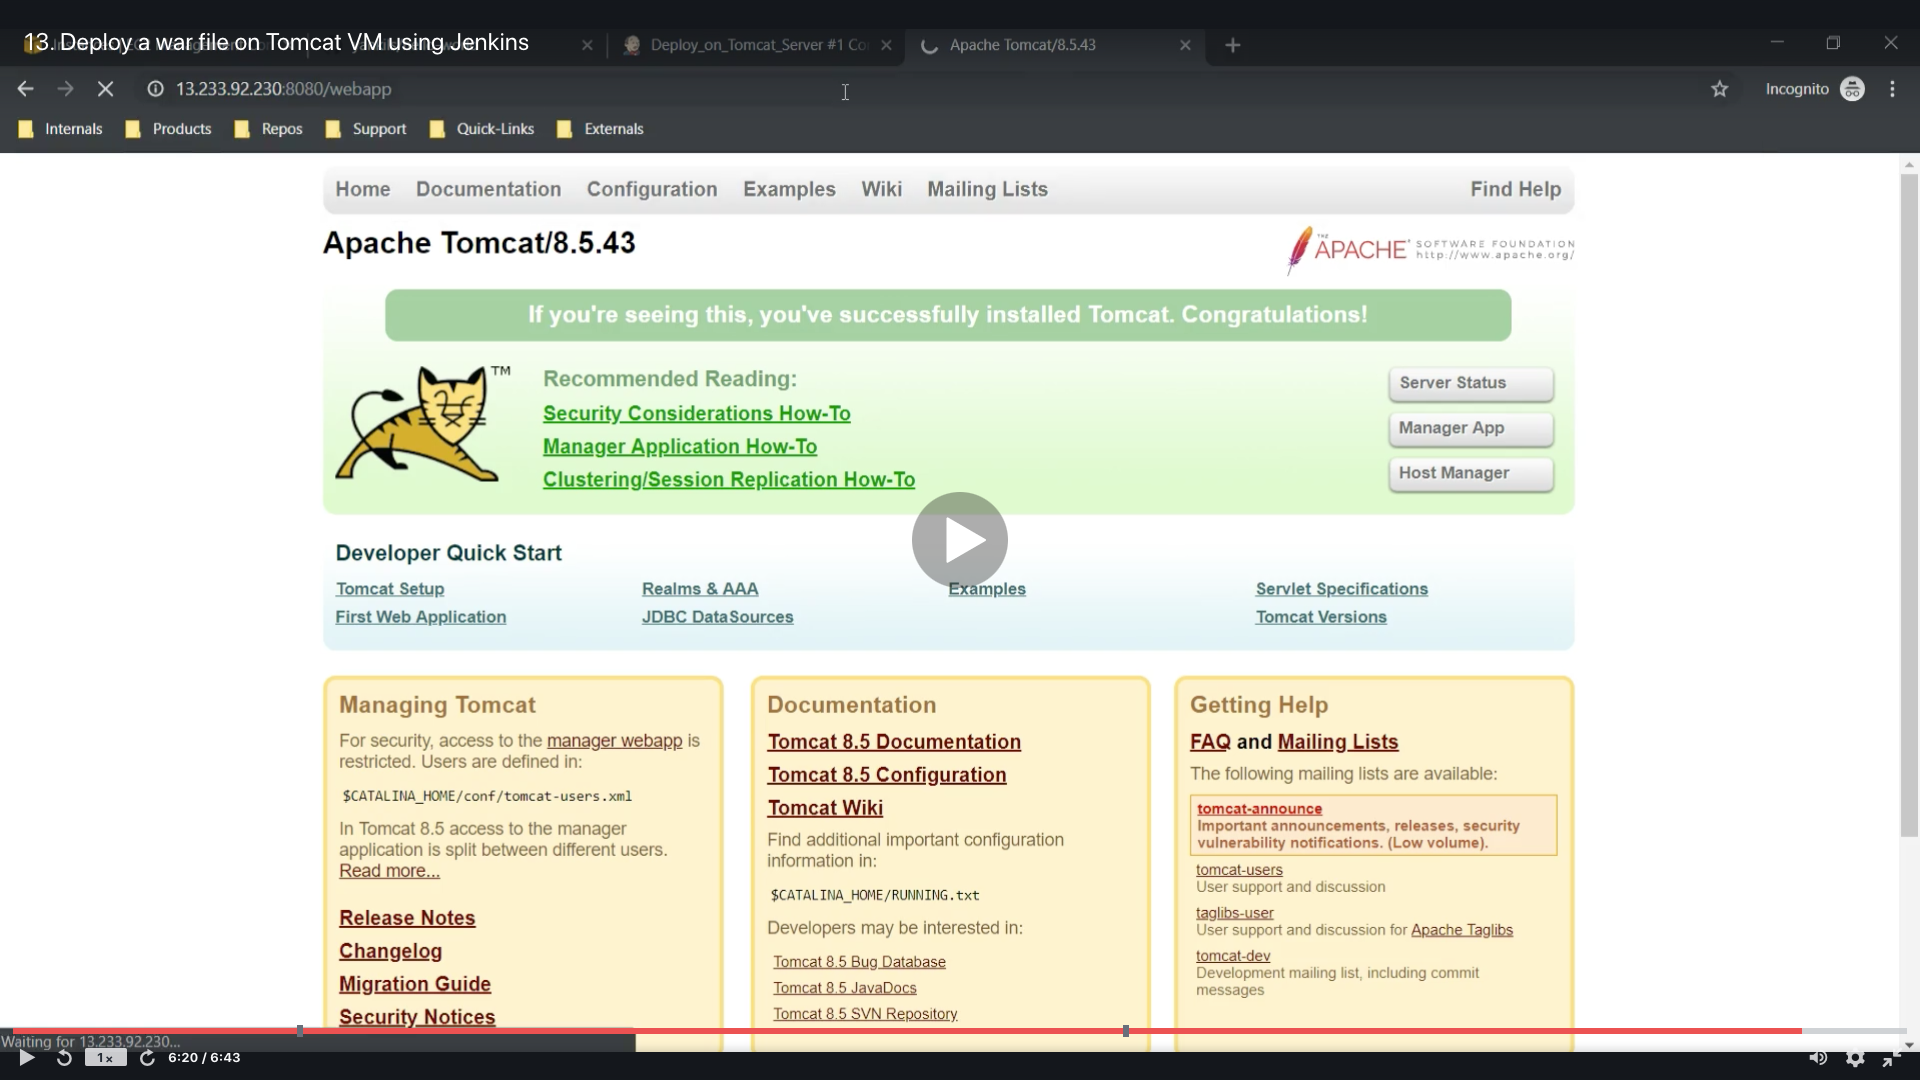 13. Deploy a war file on Tomcat VM using Jenkins
Deploy_on_Tomcat_Server #1 Co
Apache Tomcat/8.5.43
13.233.92.230:8080/webapp
Incognito
Internals
Products
Repos
Support
Quick-Links
Externals
Home
Documentation
Configuration
Examples
Wiki
Mailing Lists
Find Help
Apache Tomcat/8.5.43
THE
APACHE
SOFTWARE FOUNDATION
http://www.apache.org/
If you're seeing this, you've successfully installed Tomcat. Congratulations!
TM
Recommended Reading:
Security Considerations How-To
Manager Application How-To
Clustering/Session Replication How-To
Server Status
Manager App
Host Manager
Developer Quick Start
Tomcat Setup
First Web Application
Realms & AAA
JDBC DataSources
Examples
Servlet Specifications
Tomcat Versions
Managing Tomcat
For security, access to the manager webapp is
restricted. Users are defined in:
$CATALINA_HOME/conf/tomcat-users.xml
In Tomcat 8.5 access to the manager
application is split between different users.
Read more...
Release Notes
Changelog
Migration Guide
Security Notices
Documentation
Tomcat 8.5 Documentation
Tomcat 8.5 Configuration
Tomcat Wiki
Find additional important configuration
information in:
$CATALINA_HOME/RUNNING.txt
Developers may be interested in:
Tomcat 8.5 Bug Database
Tomcat 8.5 JavaDocs
Tomcat 8.5 SVN Repository
Getting Help
FAQ and Mailing Lists
The following mailing lists are available:
tomcat-announce
Important announcements, releases, security
vulnerability notifications. (Low volume).
tomcat-users
User support and discussion
taglibs-user
User support and discussion for Apache Taglibs
tomcat-dev
Development mailing list, including commit
messages
Waiting for 13.233.92.230...
1x
6:20 / 6:43